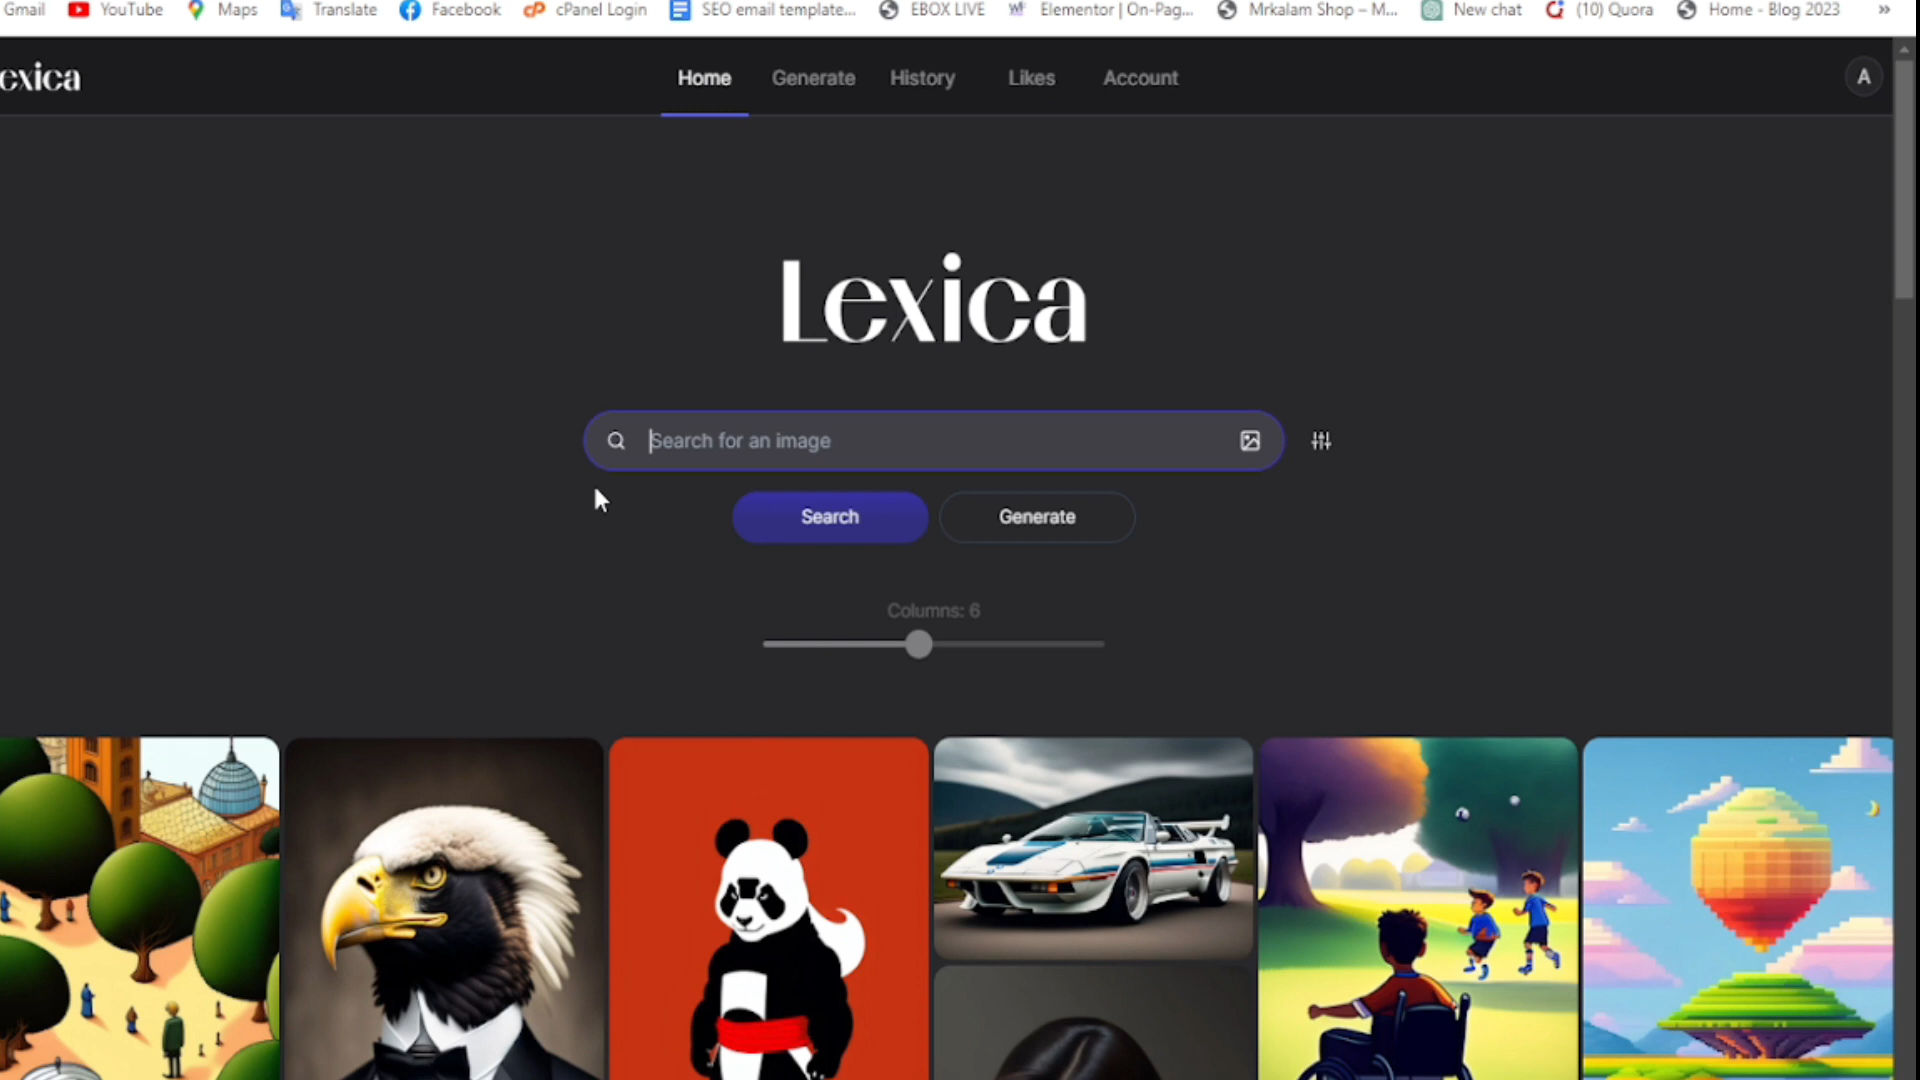 Gmail YouTube Maps Translate Facebook cPanel Login SEO email template... EBOX LIVE Elementor | On-Pag... Mrkalam Shop – M... New chat (10) Quora Home - Blog 2023 »
exica Home Generate History Likes Account A
Lexica
Search for an image
Search Generate
Columns: 6